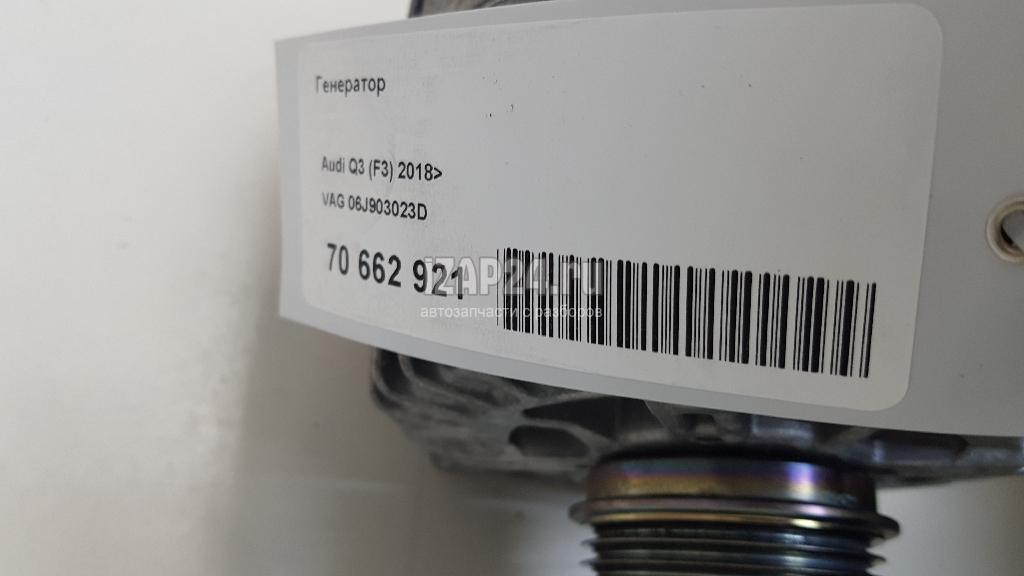 Генератор
Audi Q3 (F3) 2018>
VAG 06J903023D
70 662 921
iZAP24.ru
автозапчасти с разборов